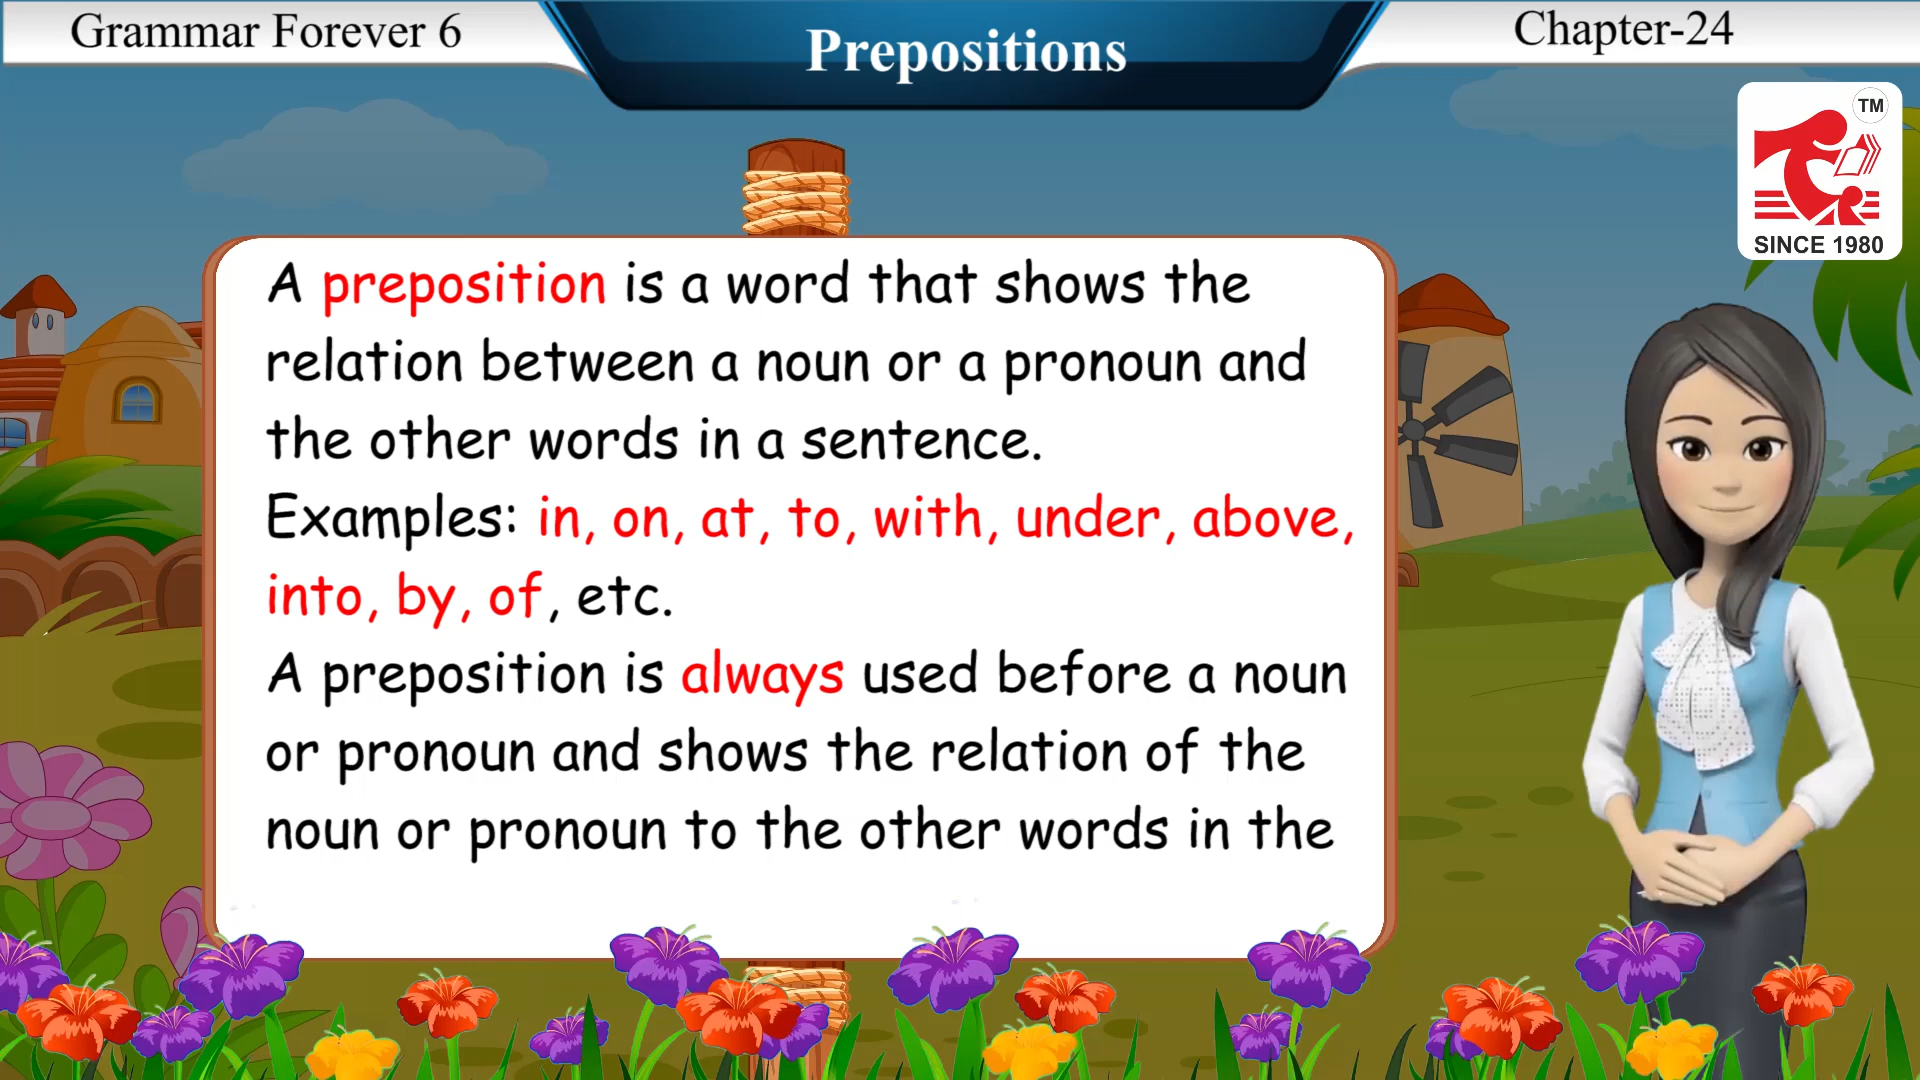 Grammar Forever 6
Prepositions
Chapter-24
TM
SINCE 1980
A preposition is a word that shows the
relation between a noun or a pronoun and
the other words in a sentence.
Examples: in, on, at, to, with, under, above,
into, by, of, etc.
A preposition is always used before a noun
or pronoun and shows the relation of the
noun or pronoun to the other words in the